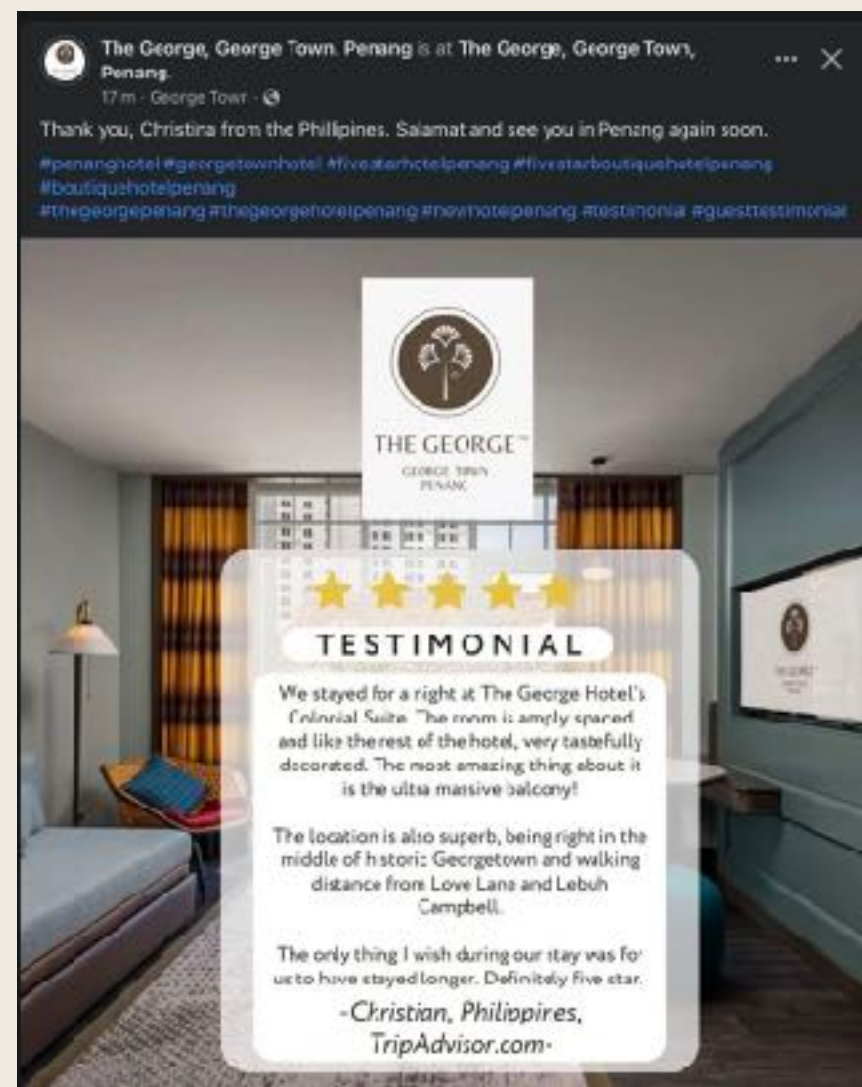 The George, George Town, Penang is at The George, George Town,
Penang.
17m · George Town ·
Thank you, Christina from the Phillipines. Salamat and see you in Penang again soon.
#penanghotel #georgetownhotel #fivestarhotelpenang #fivestarboutiquehotelpenang
#boutiquehotelpenang
#thegeorgepenang #thegeorgehotelpenang #newhotelpenang #testimonial #guesttestimonial
THE GEORGE™
GEORGE TOWN
PENANG
TESTIMONIAL
We stayed for a night at The George Hotel's
Colonial Suite. The room is amply spaced
and like the rest of the hotel, very tastefully
decorated. The most amazing thing about it
is the ultra massive balcony!
The location is also superb, being right in the
middle of historic Georgetown and walking
distance from Love Lane and Lebuh
Campbell.
The only thing I wish during our stay was for
us to have stayed longer. Definitely five star.
-Christian, Philippines,
TripAdvisor.com-
THE GEORGE